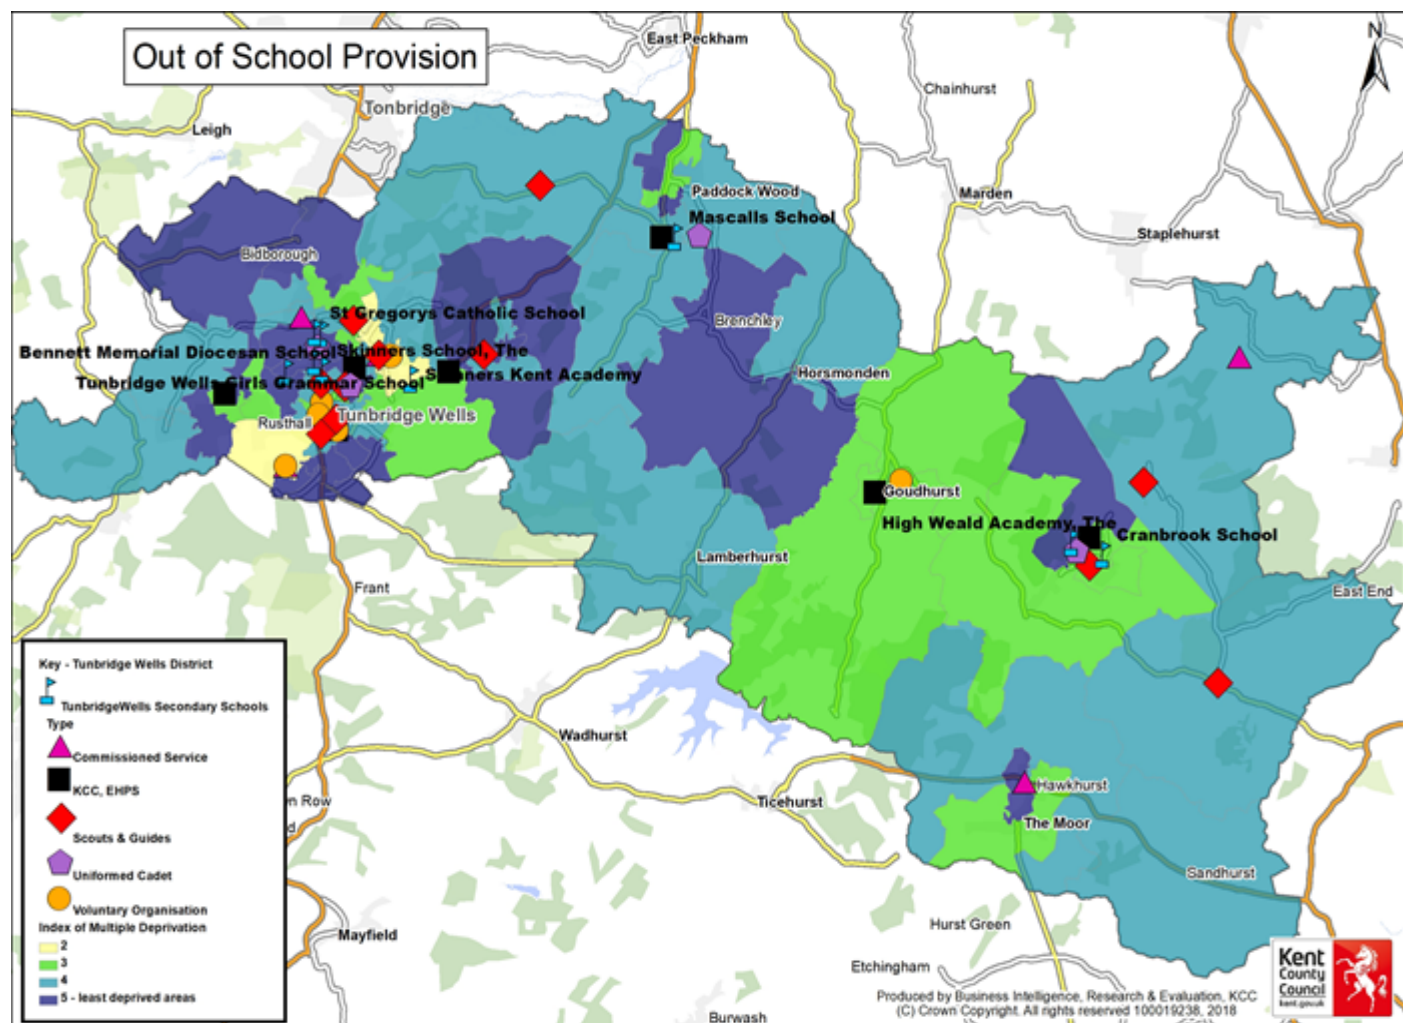 Out of School Provision
N
East Peckham
Chainhurst
Tonbridge
Leigh
Paddock Wood
Marden
Mascalls School
Staplehurst
Bidborough
St Gregorys Catholic School
Brenchley
Bennett Memorial Diocesan School
Skinners School, The
Horsmonden
Skinners Kent Academy
Tunbridge Wells Girls Grammar School
Rusthall
Tunbridge Wells
Goudhurst
High Weald Academy, The
Cranbrook School
Lamberhurst
Frant
East End
Key - Tunbridge Wells District
TunbridgeWells Secondary Schools
Type
Commissioned Service
KCC, EHPS
Scouts & Guides
Uniformed Cadet
Voluntary Organisation
Index of Multiple Deprivation
2
3
4
5 - least deprived areas
Wadhurst
Hawkhurst
Ticehurst
n Row
The Moor
d
Sandhurst
Hurst Green
Mayfield
Etchingham
Burwash
Kent
County
Council
kent.gov.uk
Produced by Business Intelligence, Research & Evaluation, KCC
(C) Crown Copyright. All rights reserved 100019238, 2018